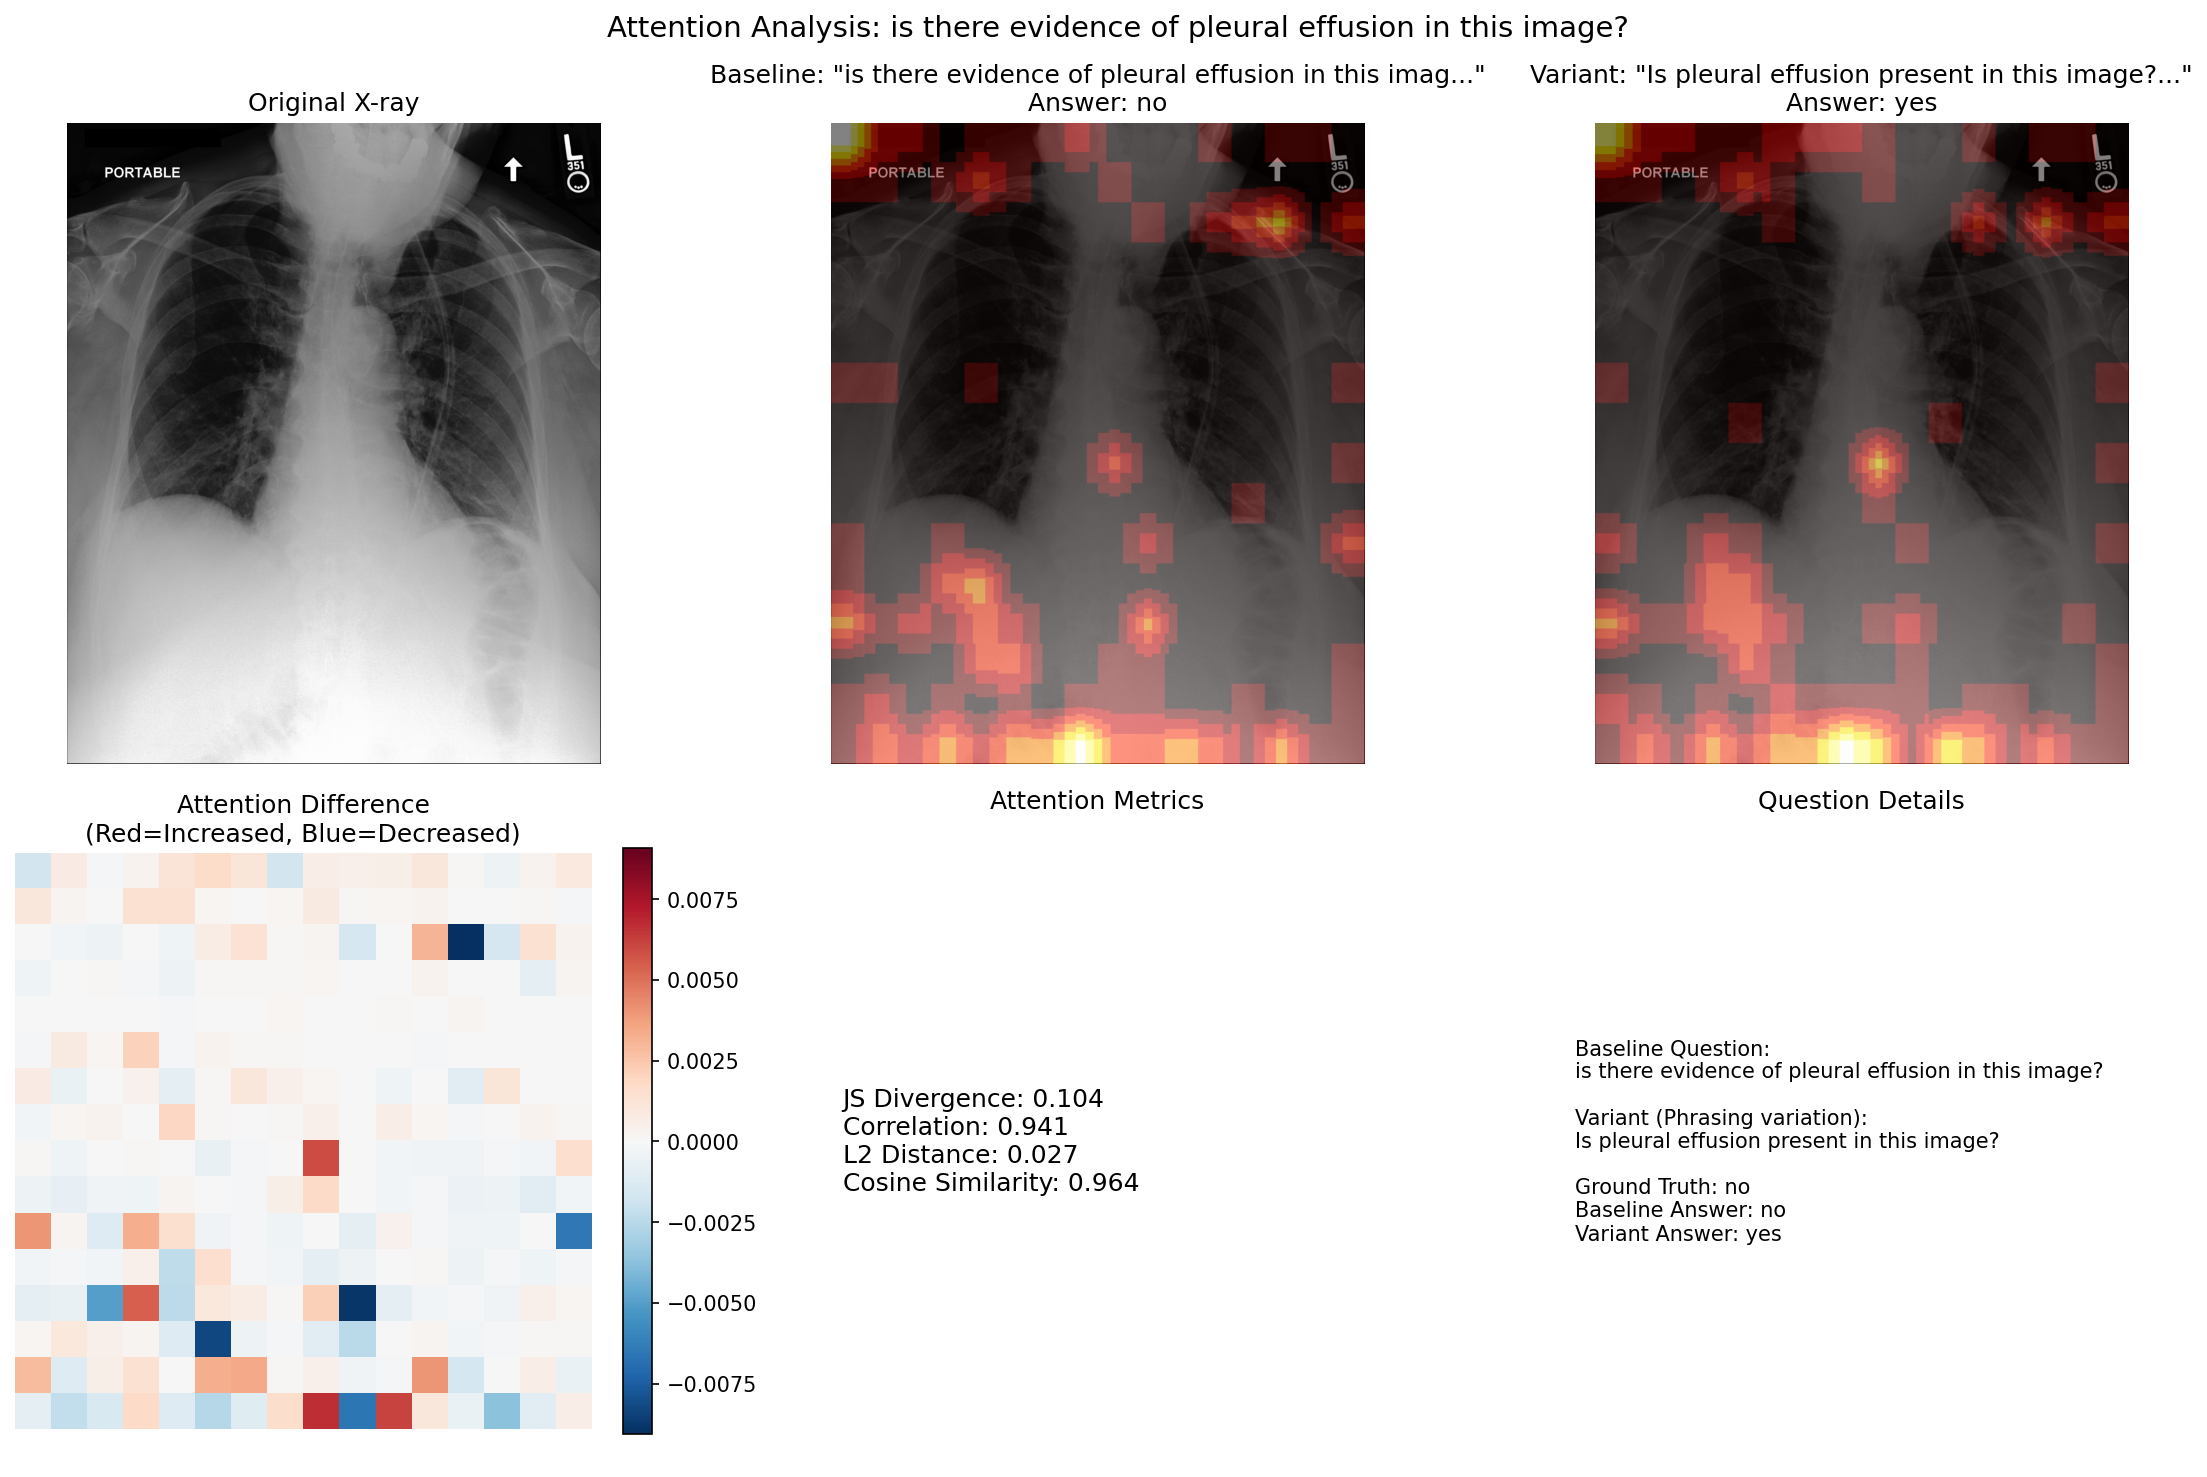 Attention Analysis: is there evidence of pleural effusion in this image?
Original X-ray
PORTABLE
L
351
Baseline: "is there evidence of pleural effusion in this imag..."
Answer: no
PORTABLE
L
351
Variant: "Is pleural effusion present in this image?..."
Answer: yes
PORTABLE
L
351
Attention Difference
(Red=Increased, Blue=Decreased)
0.0075
0.0050
0.0025
0.0000
−0.0025
−0.0050
−0.0075
Attention Metrics
JS Divergence: 0.104
Correlation: 0.941
L2 Distance: 0.027
Cosine Similarity: 0.964
Question Details
Baseline Question:
is there evidence of pleural effusion in this image?
Variant (Phrasing variation):
Is pleural effusion present in this image?
Ground Truth: no
Baseline Answer: no
Variant Answer: yes